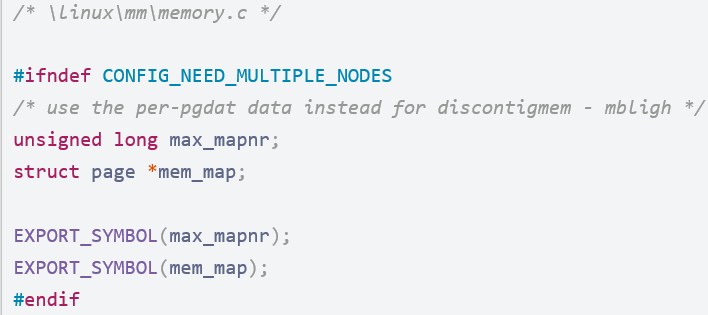 /* \linux\mm\memory.c */
#ifndef CONFIG_NEED_MULTIPLE_NODES
/* use the per-pgdat data instead for discontigmem - mbligh */
unsigned long max_mapnr;
struct page *mem_map;
EXPORT_SYMBOL(max_mapnr);
EXPORT_SYMBOL(mem_map);
#endif